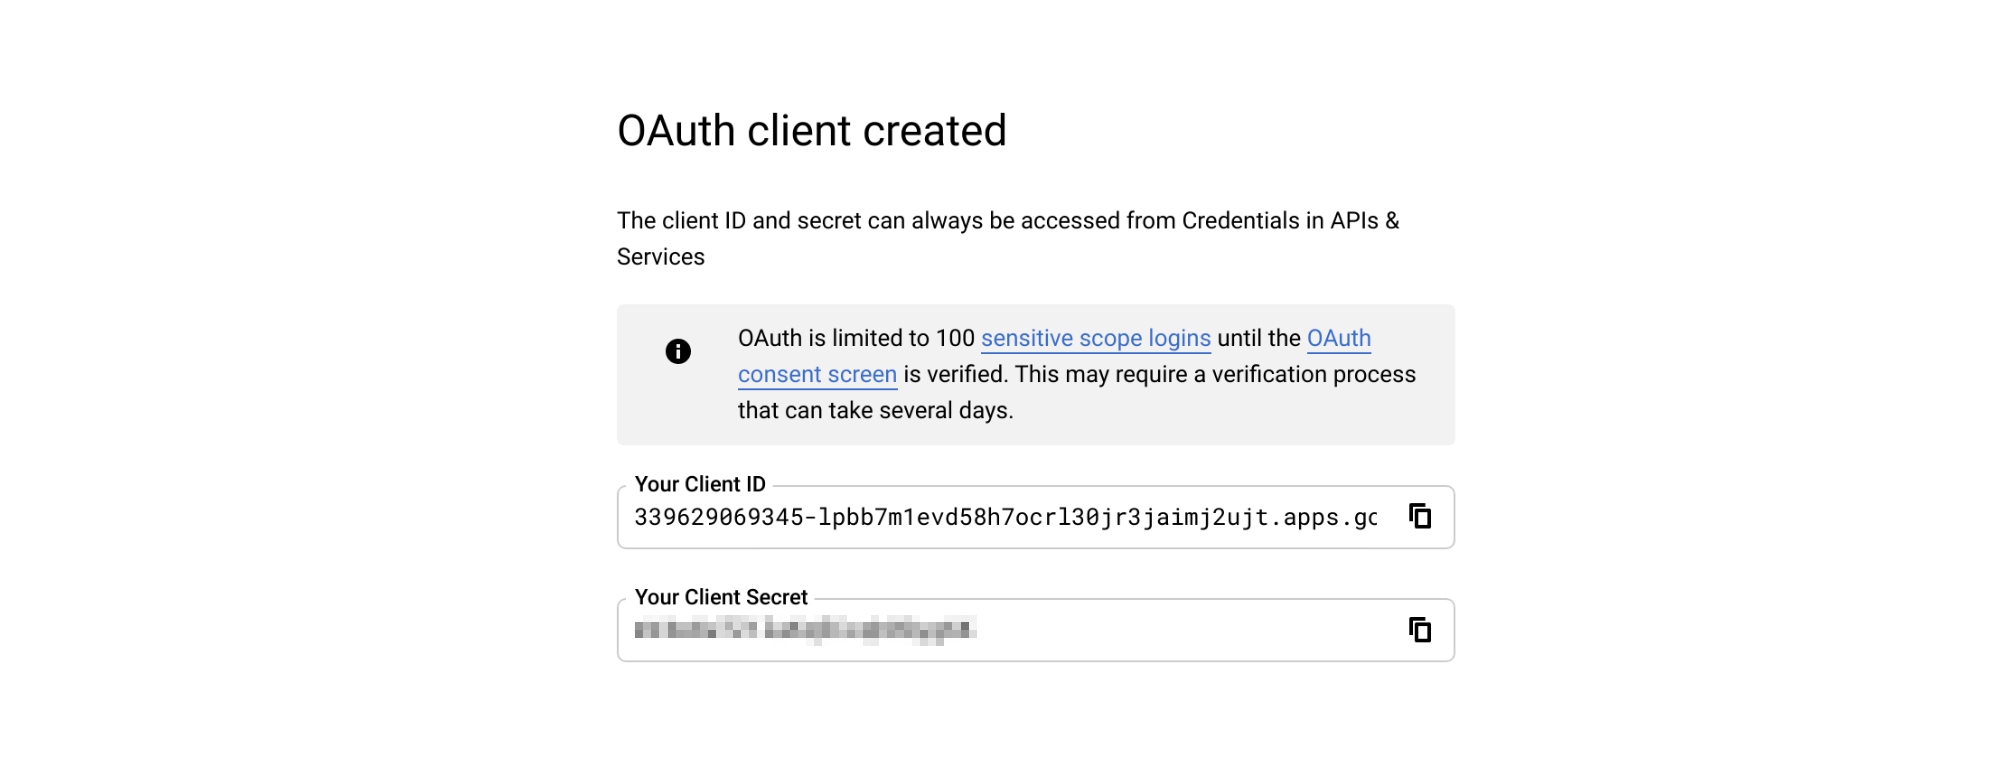 OAuth client created
The client ID and secret can always be accessed from Credentials in APIs &
Services
OAuth is limited to 100 sensitive scope logins until the OAuth
consent screen is verified. This may require a verification process
that can take several days.
Your Client ID
339629069345-lpbb7m1evd58h7ocrl30jr3jaimj2ujt.apps.gc
Your Client Secret